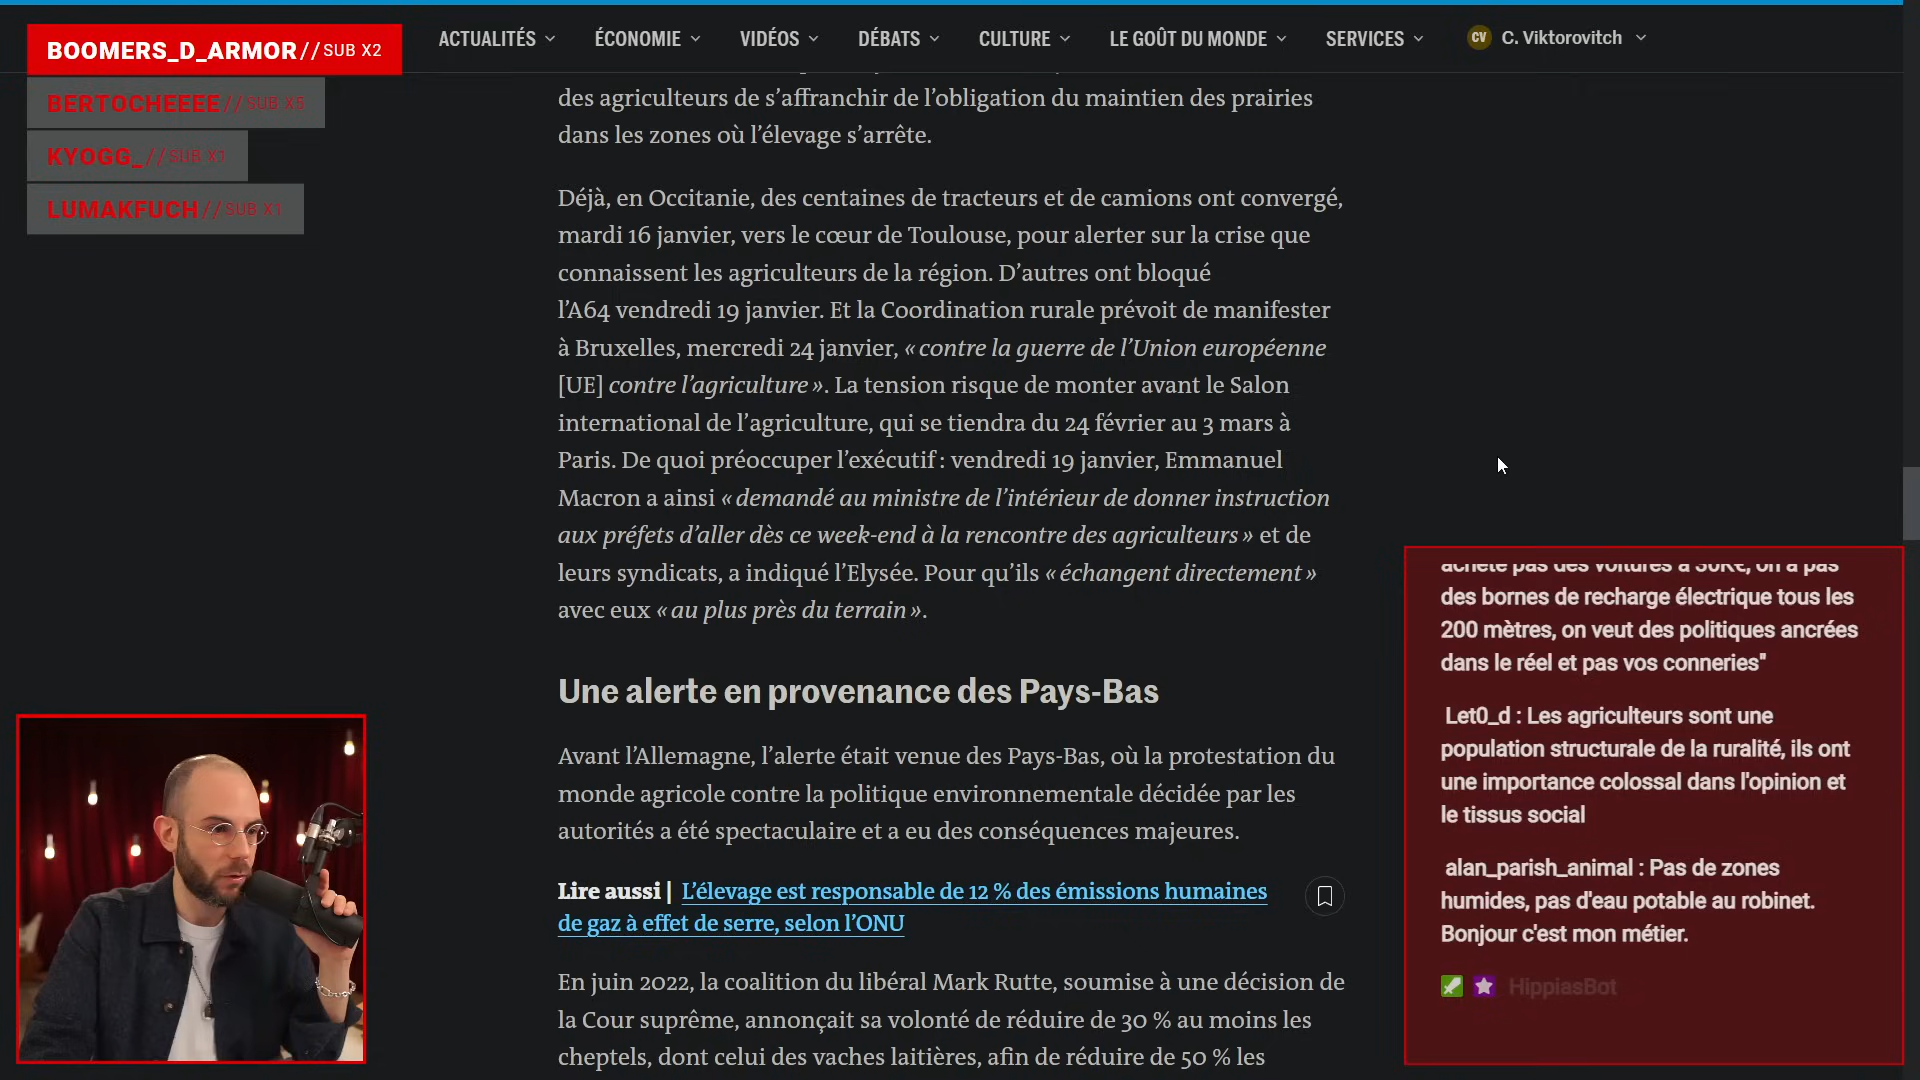 BOOMERS_D_ARMOR//SUB X2
BERTOCHEEEE//SUB X5
KYOGG_//SUB X1
LUMAKFUCH//SUB X1
ACTUALITÉS ÉCONOMIE VIDÉOS DÉBATS CULTURE LE GOÛT DU MONDE SERVICES CV C. Viktorovitch
des agriculteurs de s’affranchir de l’obligation du maintien des prairies
dans les zones où l’élevage s’arrête.
Déjà, en Occitanie, des centaines de tracteurs et de camions ont convergé,
mardi 16 janvier, vers le cœur de Toulouse, pour alerter sur la crise que
connaissent les agriculteurs de la région. D’autres ont bloqué
l’A64 vendredi 19 janvier. Et la Coordination rurale prévoit de manifester
à Bruxelles, mercredi 24 janvier, « contre la guerre de l’Union européenne
[UE] contre l’agriculture ». La tension risque de monter avant le Salon
international de l’agriculture, qui se tiendra du 24 février au 3 mars à
Paris. De quoi préoccuper l’exécutif : vendredi 19 janvier, Emmanuel
Macron a ainsi « demandé au ministre de l’intérieur de donner instruction
aux préfets d’aller dès ce week-end à la rencontre des agriculteurs » et de
leurs syndicats, a indiqué l’Elysée. Pour qu’ils « échangent directement »
avec eux « au plus près du terrain ».
Une alerte en provenance des Pays-Bas
Avant l’Allemagne, l’alerte était venue des Pays-Bas, où la protestation du
monde agricole contre la politique environnementale décidée par les
autorités a été spectaculaire et a eu des conséquences majeures.
Lire aussi | L’élevage est responsable de 12 % des émissions humaines
de gaz à effet de serre, selon l’ONU
En juin 2022, la coalition du libéral Mark Rutte, soumise à une décision de
la Cour suprême, annonçait sa volonté de réduire de 30 % au moins les
cheptels, dont celui des vaches laitières, afin de réduire de 50 % les
achète pas des voitures à 30K€, on a pas
des bornes de recharge électrique tous les
200 mètres, on veut des politiques ancrées
dans le réel et pas vos conneries"
Let0_d : Les agriculteurs sont une
population structurale de la ruralité, ils ont
une importance colossal dans l'opinion et
le tissus social
alan_parish_animal : Pas de zones
humides, pas d'eau potable au robinet.
Bonjour c'est mon métier.
HippiasBot